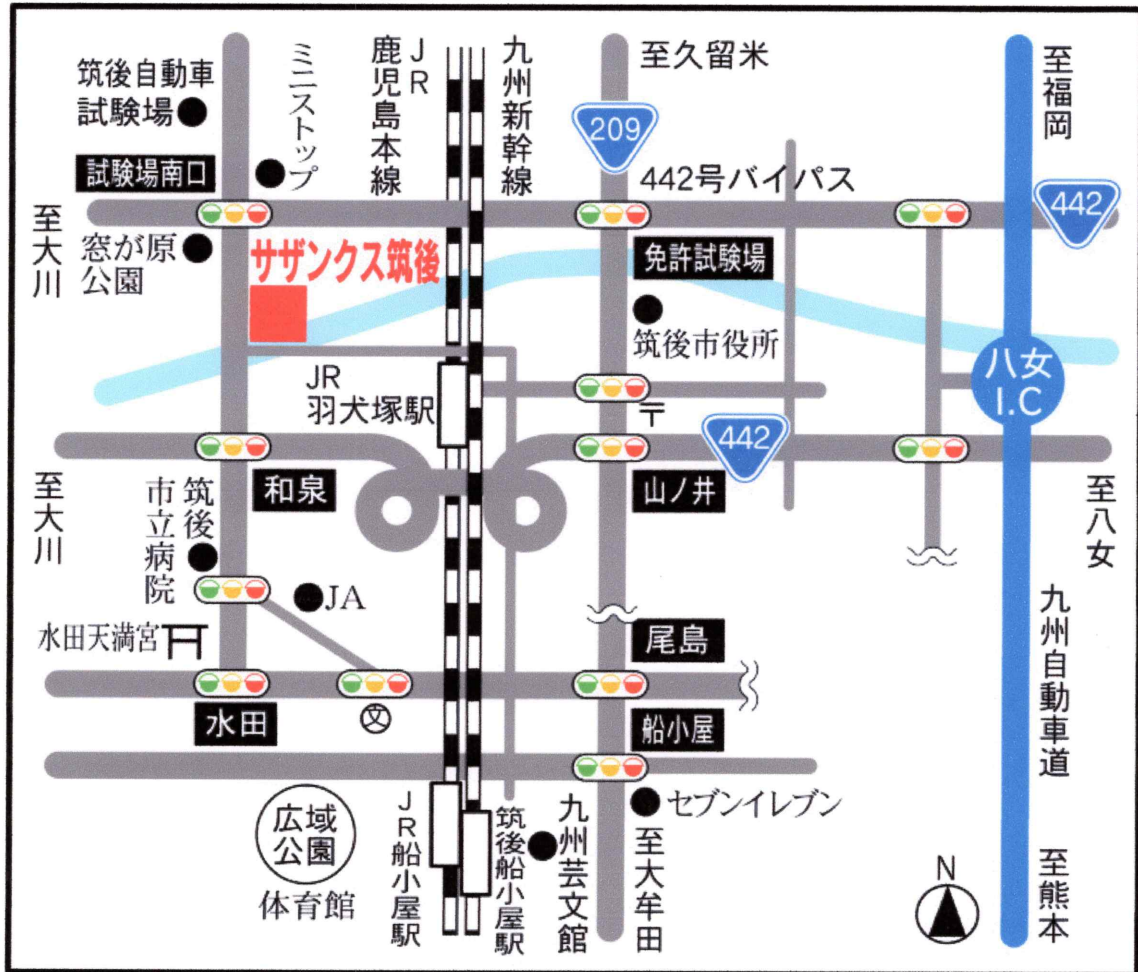 筑後自動車
試験場
試験場南口
ミニストップ
JR
鹿児島本線
九州新幹線
至久留米
209
442号バイパス
至福岡
442
至大川
窓が原
公園
サザンクス筑後
免許試験場
筑後市役所
八女
I.C
JR
羽犬塚駅
〒
442
和泉
山ノ井
至大川
至八女
筑後
市立病院
JA
水田天満宮
尾島
水田
文
船小屋
九州自動車道
広域
公園
体育館
JR船小屋駅
筑後船小屋駅
九州芸文館
セブンイレブン
至大牟田
N
至熊本